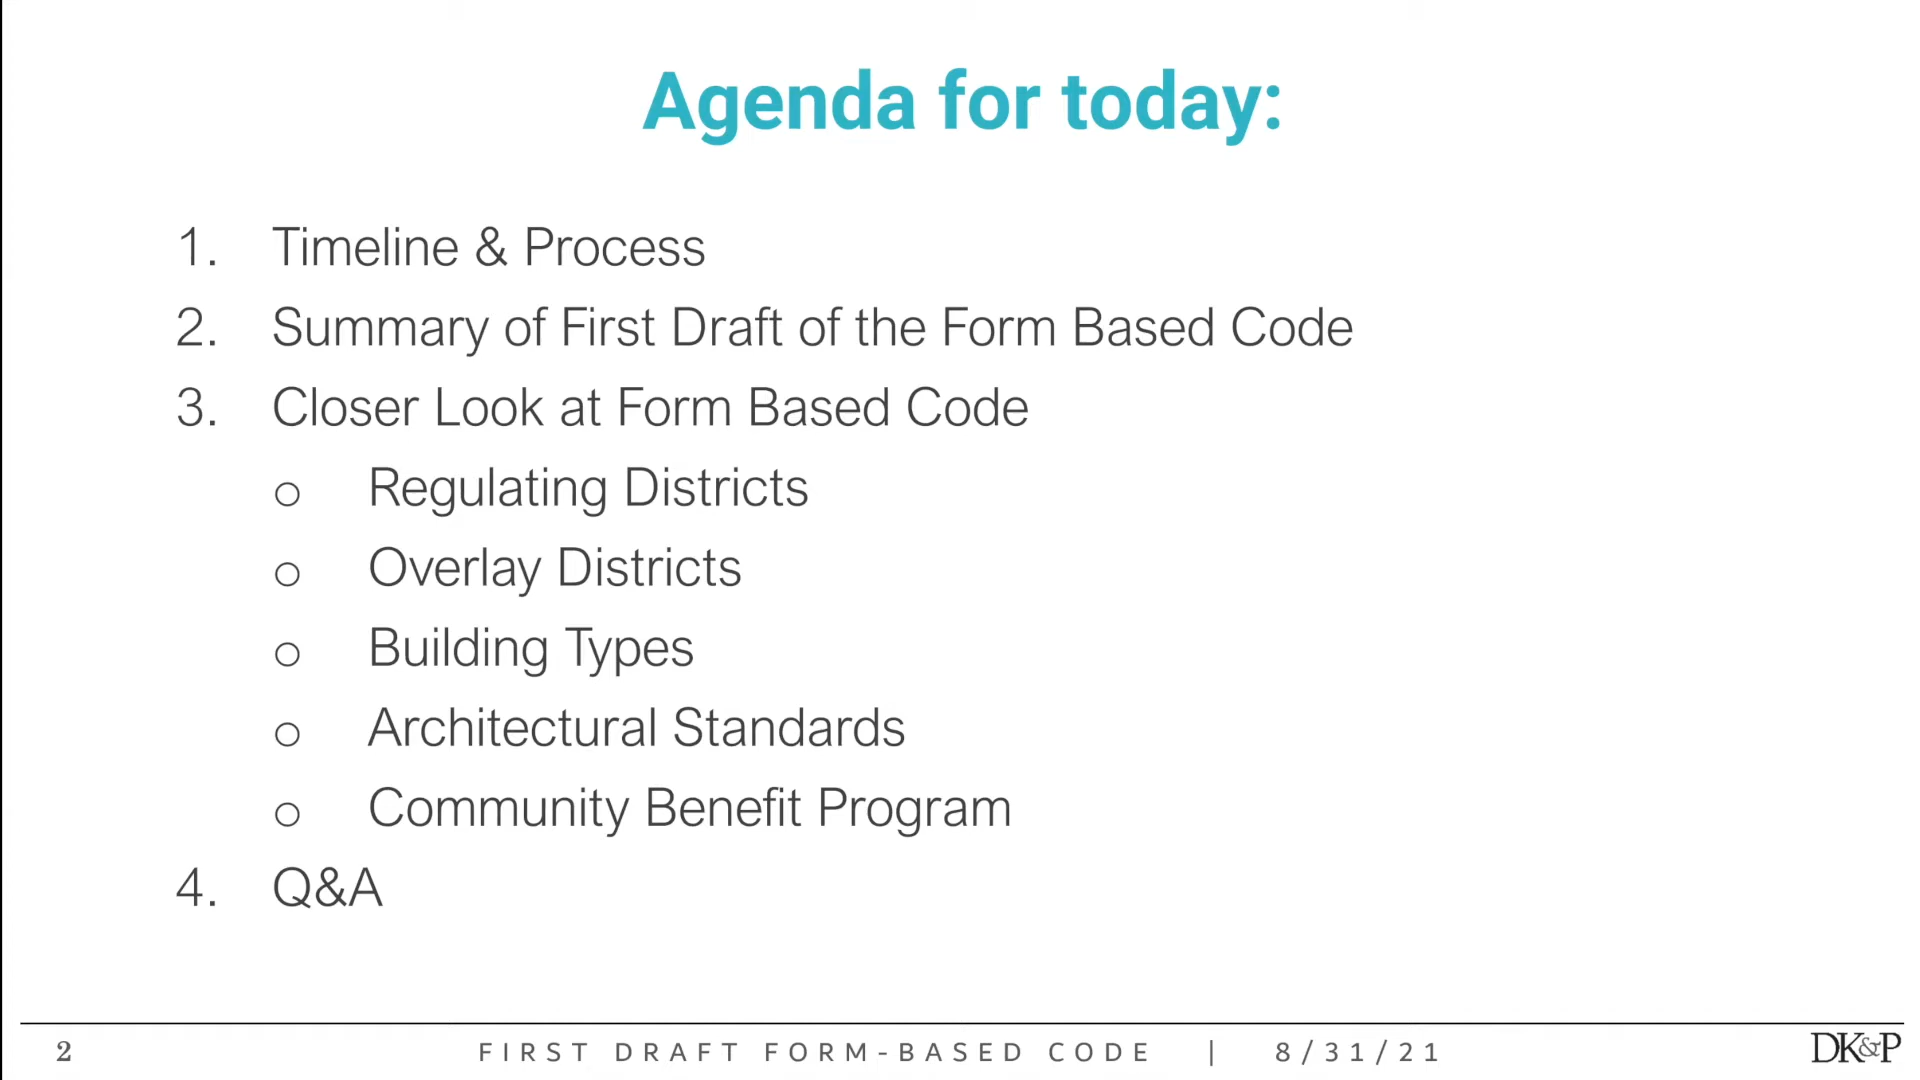 Agenda for today:
1. Timeline & Process
2. Summary of First Draft of the Form Based Code
3. Closer Look at Form Based Code
o Regulating Districts
o Overlay Districts
o Building Types
o Architectural Standards
o Community Benefit Program
4. Q&A
2 FIRST DRAFT FORM-BASED CODE | 8/31/21 DK&P